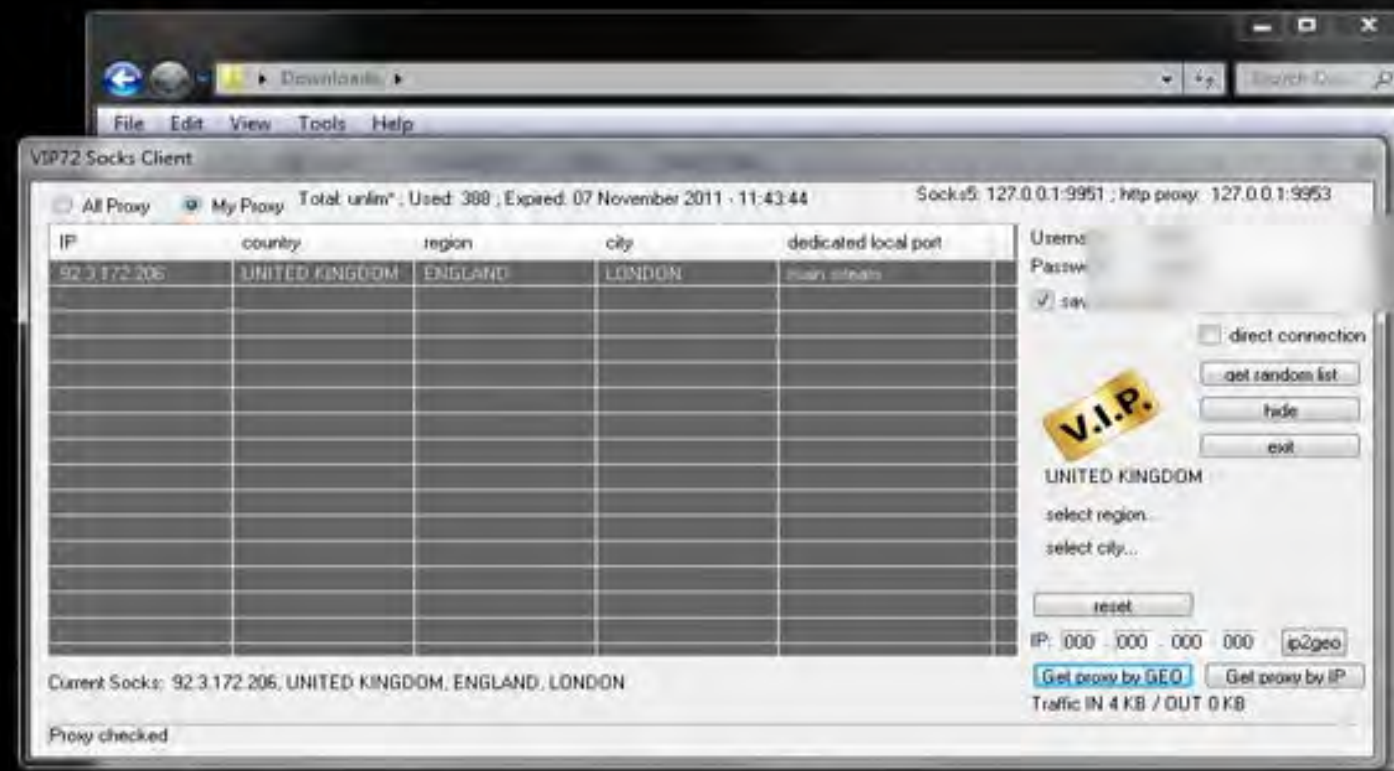 Downloads
File Edit View Tools Help
VIP72 Socks Client
All Proxy My Proxy Total: unlim* ; Used: 388 ; Expired: 07 November 2011 - 11:43:44 Socks5: 127.0.0.1:9951 ; http proxy: 127.0.0.1:9953
IP country region city dedicated local port
92.3.172.206 UNITED KINGDOM ENGLAND LONDON main
direct connection
get random list
V.I.P.
hide
exit
UNITED KINGDOM
select region...
select city...
reset
IP: 000 . 000 . 000 . 000 ip2geo
Get proxy by GEO Get proxy by IP
Current Socks: 92.3.172.206, UNITED KINGDOM, ENGLAND, LONDON
Traffic IN 4 KB / OUT 0 KB
Proxy checked